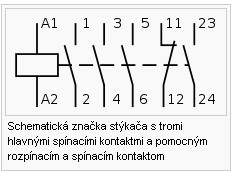 A1 1 3 5 11 23
A2 2 4 6 12 24
Schematická značka stýkača s tromi
hlavnými spínacími kontaktmi a pomocným
rozpínacím a spínacím kontaktom